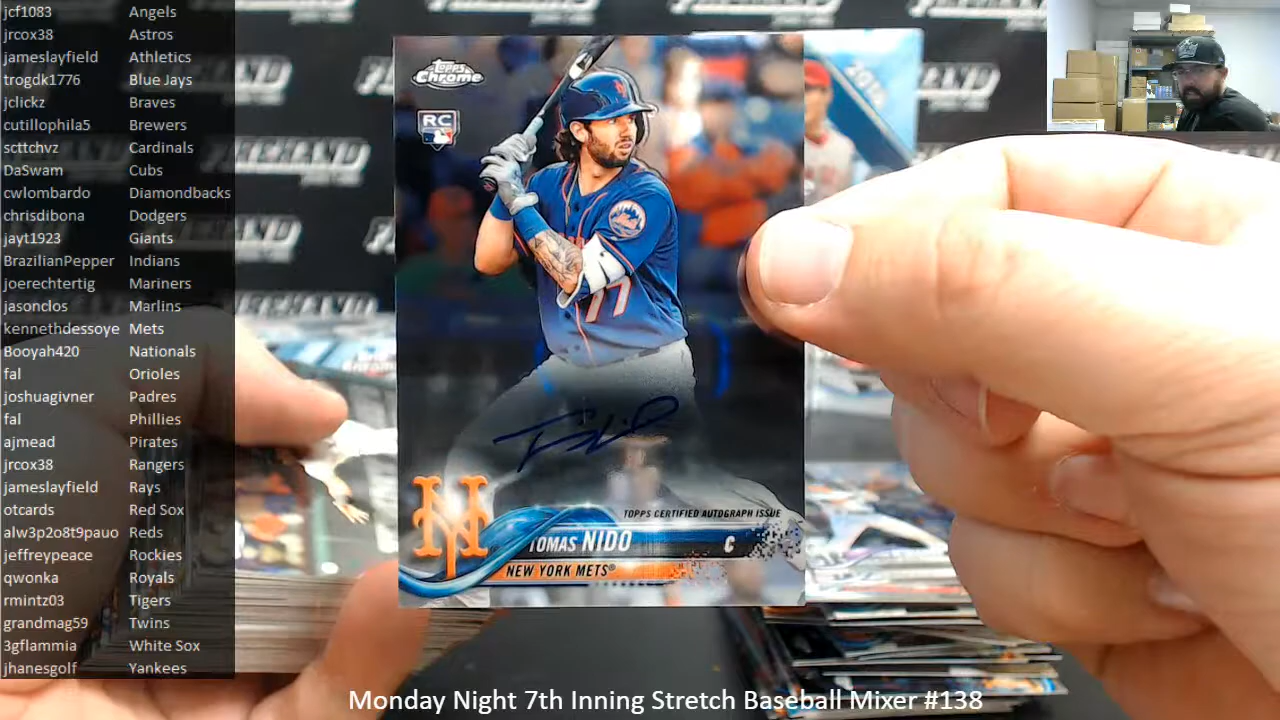 jcf1083 Angels
jrcox38 Astros
jameslayfield Athletics
trogdk1776 Blue Jays
jclickz Braves
cutillophila5 Brewers
scttchvz Cardinals
DaSwam Cubs
cwlombardo Diamondbacks
chrisdibona Dodgers
jayt1923 Giants
BrazilianPepper Indians
joerechtertig Mariners
jasonclos Marlins
kennethdessoye Mets
Booyah420 Nationals
fal Orioles
joshuagivner Padres
fal Phillies
ajmead Pirates
jrcox38 Rangers
jameslayfield Rays
otcards Red Sox
alw3p2o8t9pauo Reds
jeffreypeace Rockies
qwonka Royals
rmintz03 Tigers
grandmag59 Twins
3gflammia White Sox
jhanesgolf Yankees
Topps
Chrome
RC
Mets
77
TOPPS CERTIFIED AUTOGRAPH ISSUE
TOMAS NIDO C
NEW YORK METS®
NY
2018
FIREHAND
Monday Night 7th Inning Stretch Baseball Mixer #138